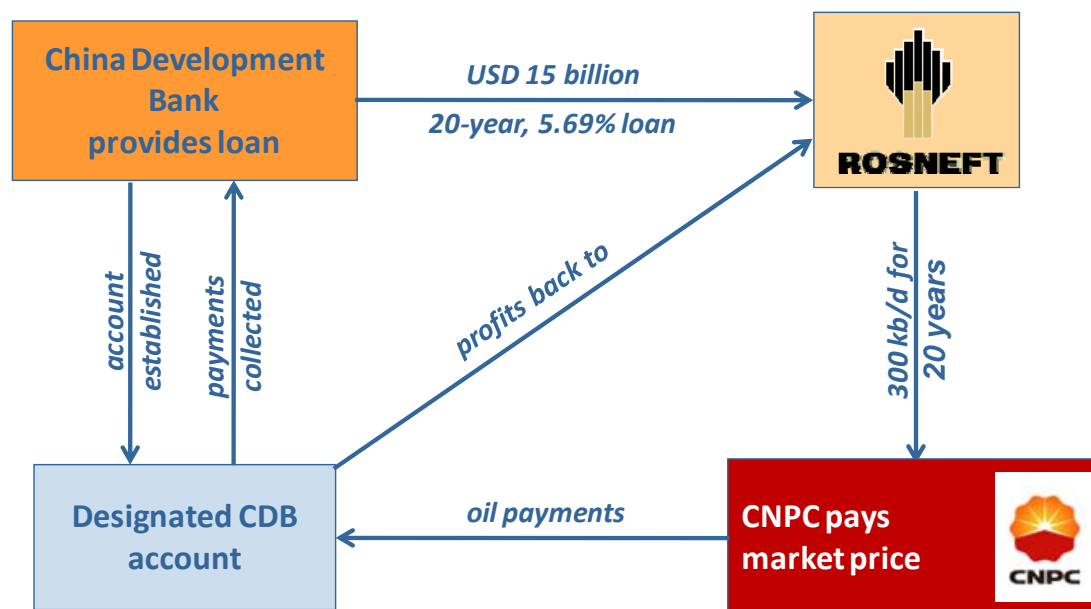 China Development
Bank
provides loan
USD 15 billion
20-year, 5.69% loan
ROSNEFT
account
established
payments
collected
profits back to
300 kb/d for
20 years
Designated CDB
account
oil payments
CNPC pays
market price
CNPC